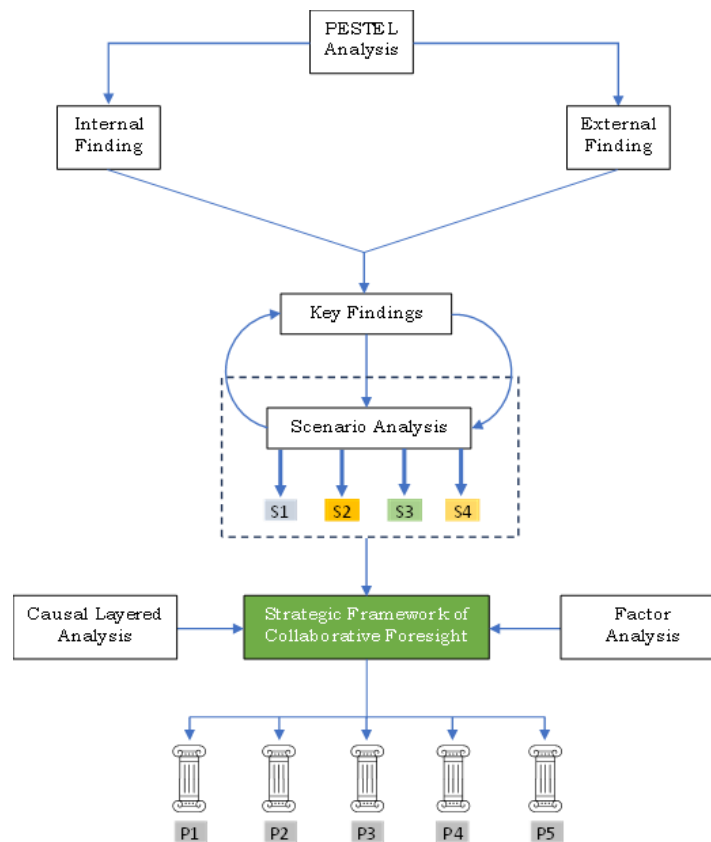 PESTEL
Analysis
Internal
Finding
External
Finding
Key Findings
Scenario Analysis
S1
S2
S3
S4
Causal Layered
Analysis
Strategic Framework of
Collaborative Foresight
Factor
Analysis
P1
P2
P3
P4
P5